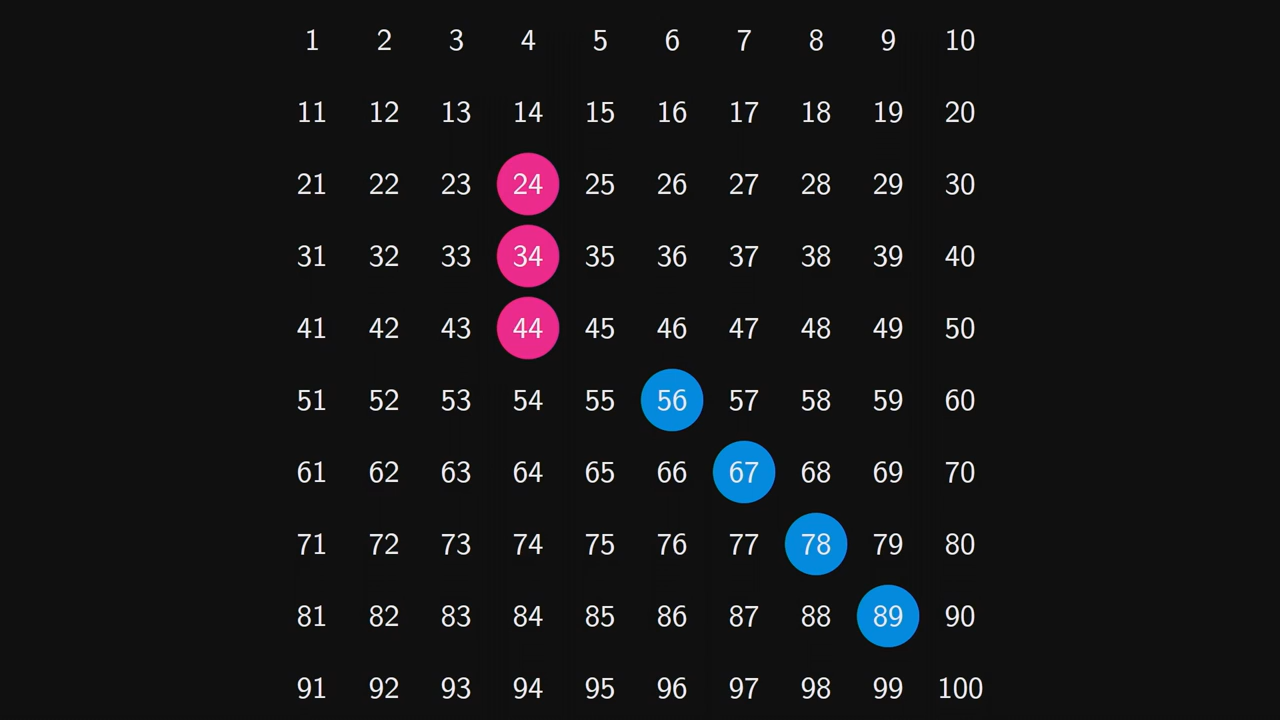 1 2 3 4 5 6 7 8 9 10
11 12 13 14 15 16 17 18 19 20
21 22 23 24 25 26 27 28 29 30
31 32 33 34 35 36 37 38 39 40
41 42 43 44 45 46 47 48 49 50
51 52 53 54 55 56 57 58 59 60
61 62 63 64 65 66 67 68 69 70
71 72 73 74 75 76 77 78 79 80
81 82 83 84 85 86 87 88 89 90
91 92 93 94 95 96 97 98 99 100